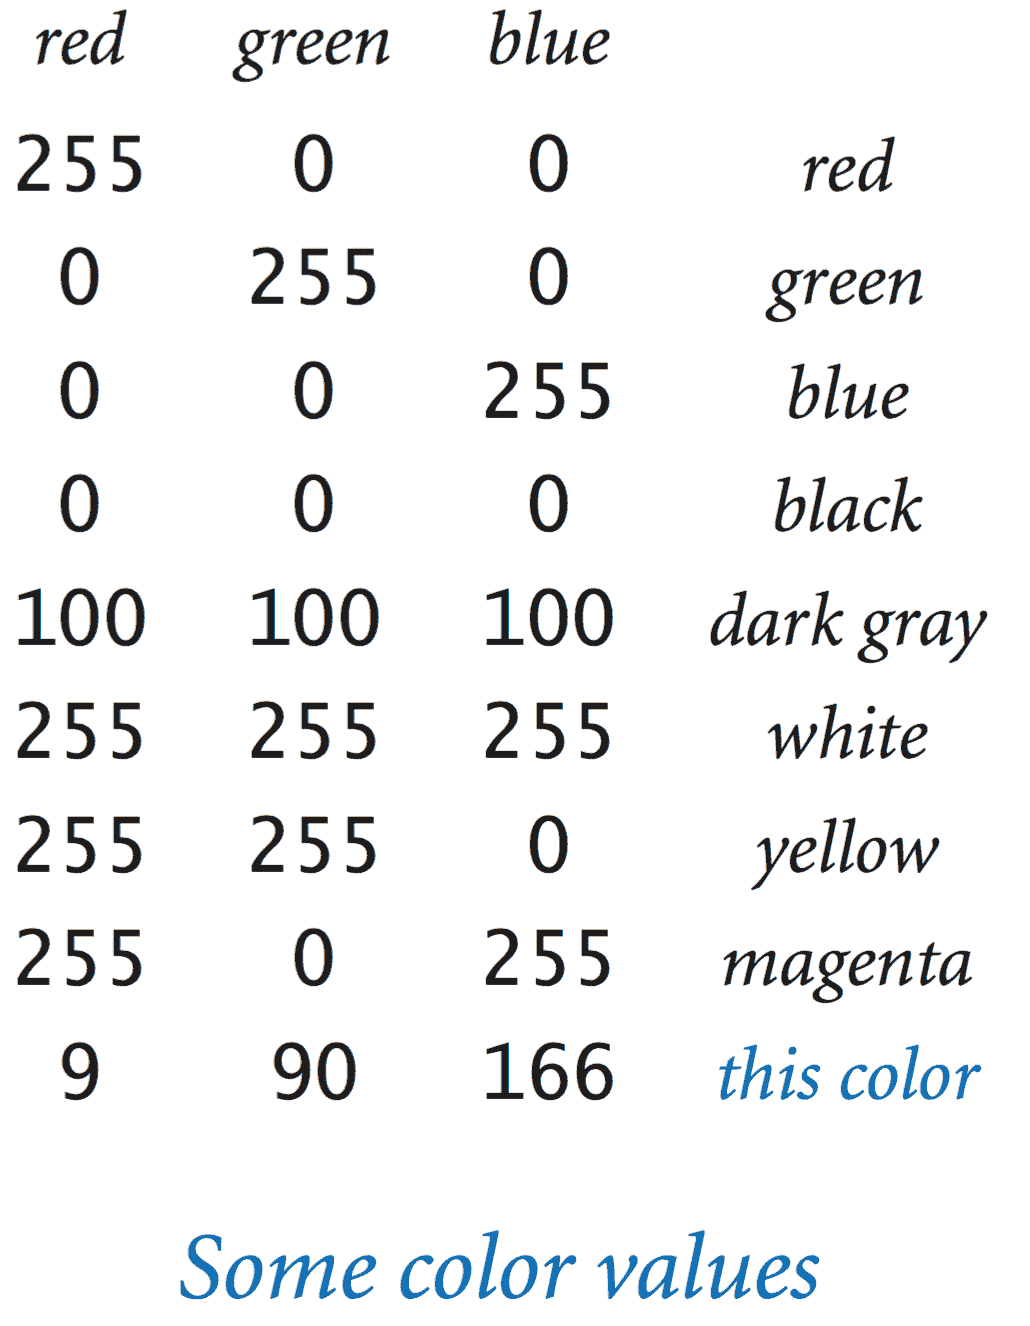 red green blue
255 0 0 red
0 255 0 green
0 0 255 blue
0 0 0 black
100 100 100 dark gray
255 255 255 white
255 255 0 yellow
255 0 255 magenta
9 90 166 this color
Some color values